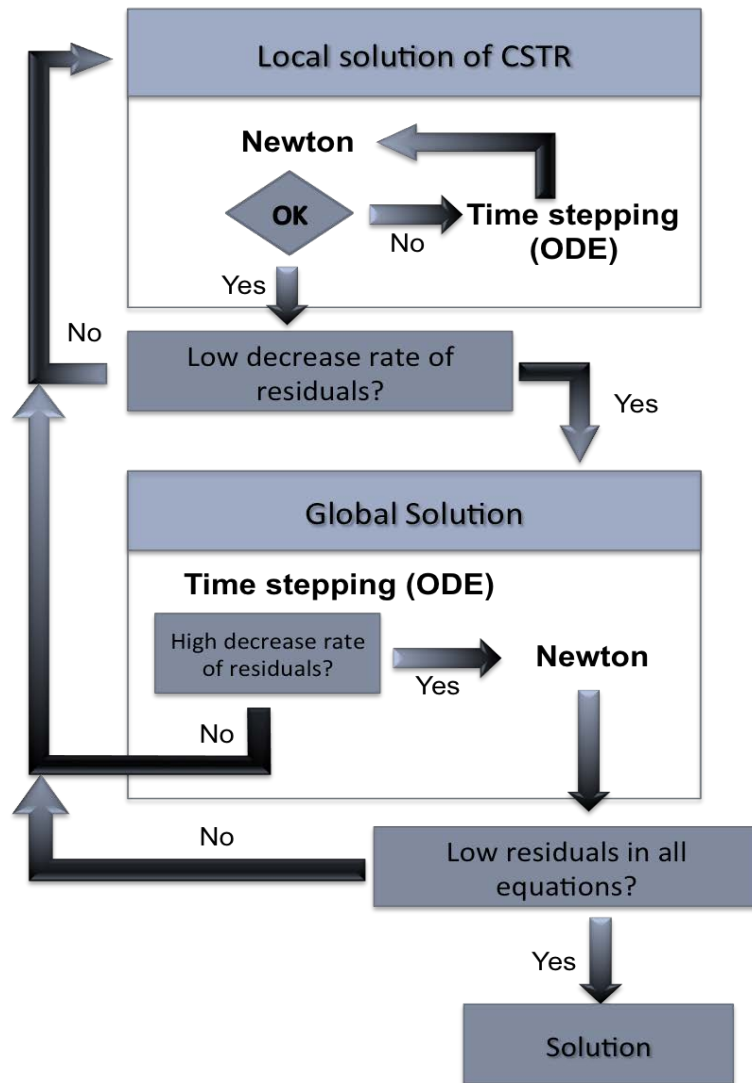 Local solution of CSTR
Newton
OK
No
Time stepping
(ODE)
Yes
No
Low decrease rate of
residuals?
Yes
Global Solution
Time stepping (ODE)
High decrease rate
of residuals?
Yes
Newton
No
No
Low residuals in all
equations?
Yes
Solution